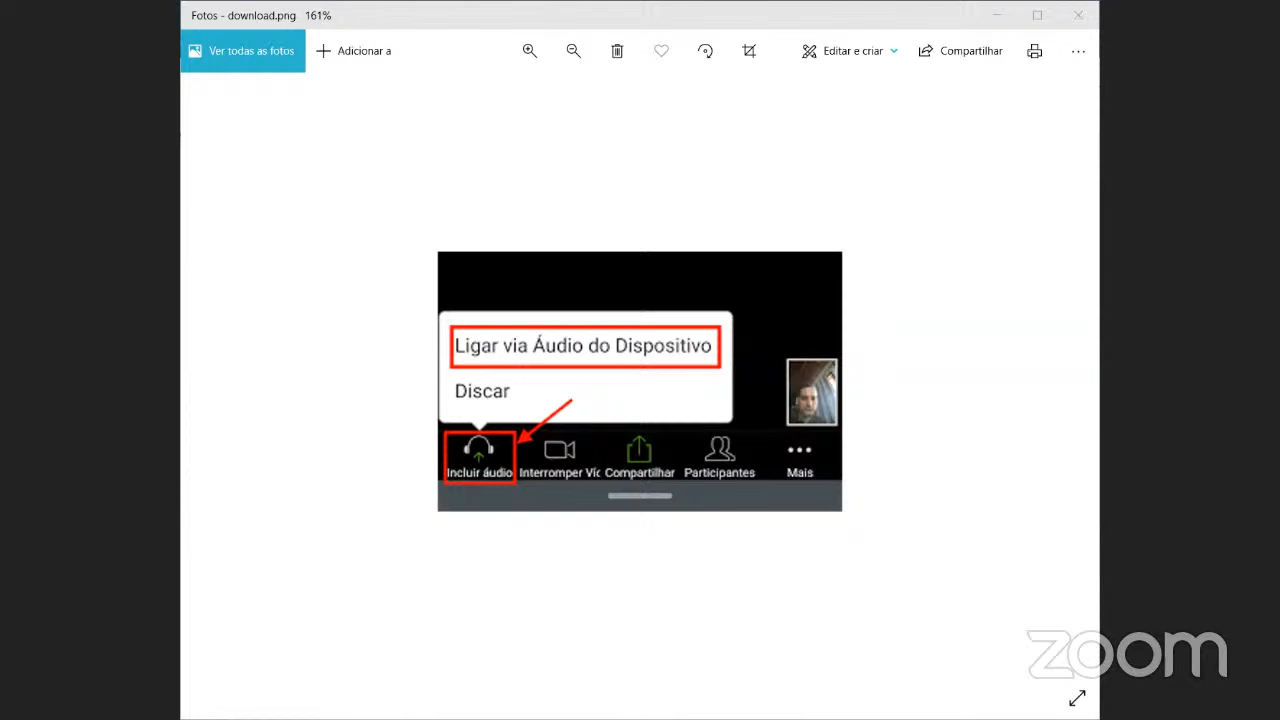 Fotos - download.png 161%
Ver todas as fotos
Adicionar a
Editar e criar
Compartilhar
Ligar via Áudio do Dispositivo
Discar
Incluir áudio
Interromper Víc
Compartilhar
Participantes
Mais
zoom